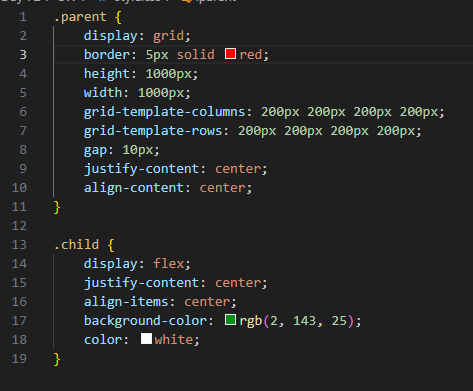 1 .parent {
2 display: grid;
3 border: 5px solid red;
4 height: 1000px;
5 width: 1000px;
6 grid-template-columns: 200px 200px 200px 200px;
7 grid-template-rows: 200px 200px 200px 200px;
8 gap: 10px;
9 justify-content: center;
10 align-content: center;
11 }
12
13 .child {
14 display: flex;
15 justify-content: center;
16 align-items: center;
17 background-color: rgb(2, 143, 25);
18 color: white;
19 }